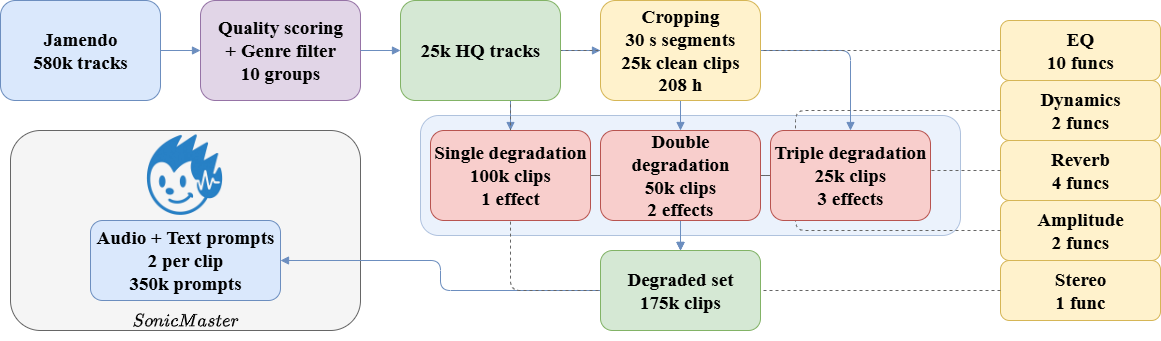 Jamendo
580k tracks
Quality scoring
+ Genre filter
10 groups
25k HQ tracks
Cropping
30 s segments
25k clean clips
208 h
EQ
10 funcs
Dynamics
2 funcs
Reverb
4 funcs
Amplitude
2 funcs
Stereo
1 func
Single degradation
100k clips
1 effect
Double
degradation
50k clips
2 effects
Triple degradation
25k clips
3 effects
Degraded set
175k clips
Audio + Text prompts
2 per clip
350k prompts
SonicMaster